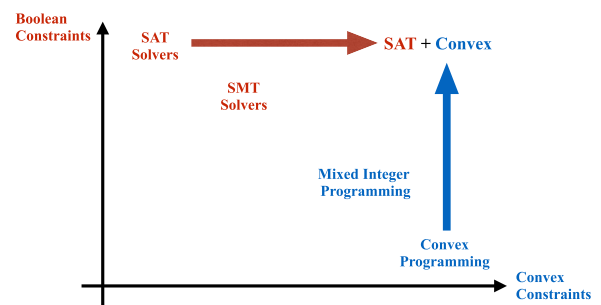 Boolean
Constraints
SAT
Solvers
SAT + Convex
SMT
Solvers
Mixed Integer
Programming
Convex
Programming
Convex
Constraints